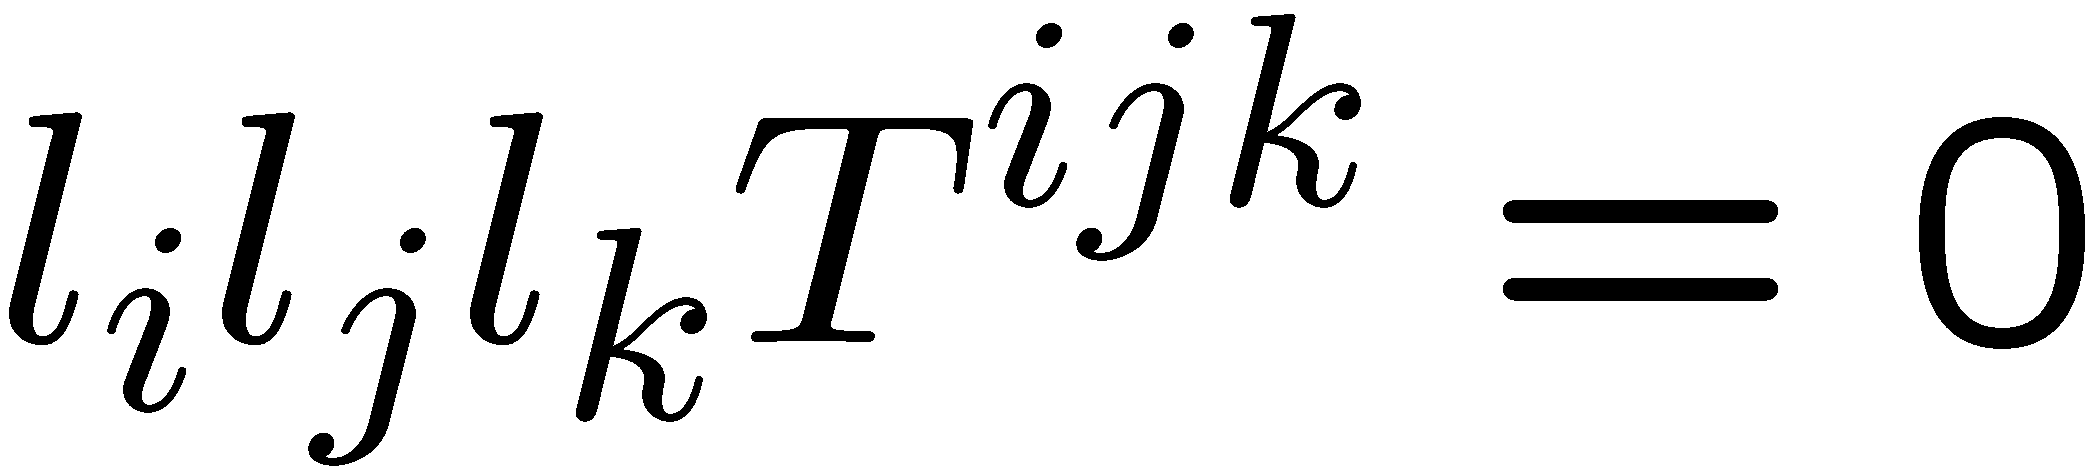 l_i l_j l_k T^{ijk} = 0